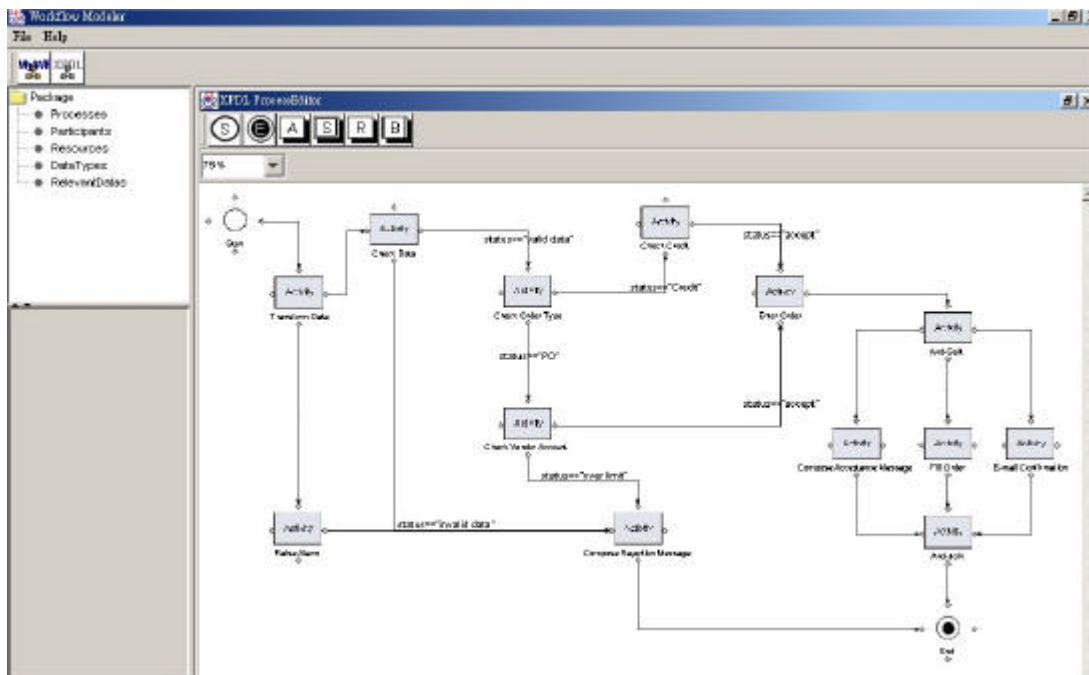 Workflow Modeler
File Help
XPDL
Package
Processes
Participants
Resources
DataTypes
RelevantDatas
XPDL ProcessEditor
S E A S R B
75%
Start
Activity
Transform Data
Activity
Check Data
status=="valid data"
Activity
Check Order Type
status=="Credit"
Activity
Check Credit
status=="accept"
Activity
Enter Order
status=="PO"
Activity
Check Vendor Account
status=="accept"
status=="over limit"
Activity
And-Split
Activity
Compose Acceptance Message
Activity
Fill Order
Activity
E-mail Confirmation
Activity
Raise Alarm
status=="invalid data"
Activity
Compose Rejection Message
Activity
And-Join
End